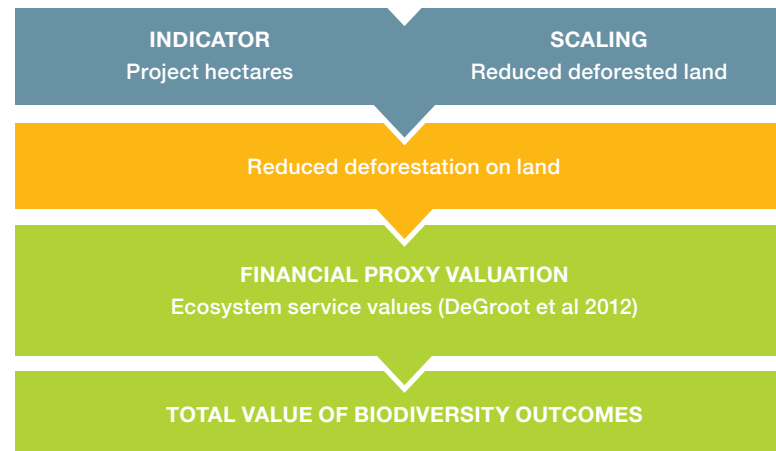 INDICATOR
Project hectares
SCALING
Reduced deforested land
Reduced deforestation on land
FINANCIAL PROXY VALUATION
Ecosystem service values (DeGroot et al 2012)
TOTAL VALUE OF BIODIVERSITY OUTCOMES